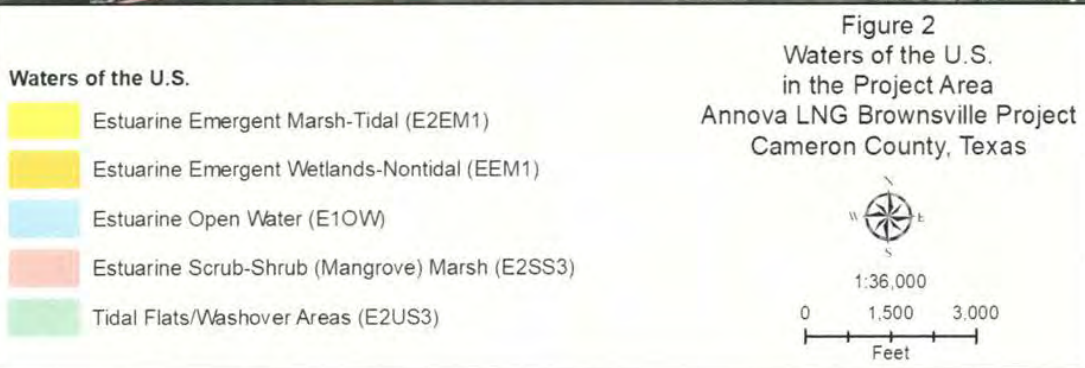 Waters of the U.S.
Estuarine Emergent Marsh-Tidal (E2EM1)
Estuarine Emergent Wetlands-Nontidal (EEM1)
Estuarine Open Water (E1OW)
Estuarine Scrub-Shrub (Mangrove) Marsh (E2SS3)
Tidal Flats/Washover Areas (E2US3)
Figure 2
Waters of the U.S.
in the Project Area
Annova LNG Brownsville Project
Cameron County, Texas
N
W E
S
1:36,000
0 1,500 3,000
Feet